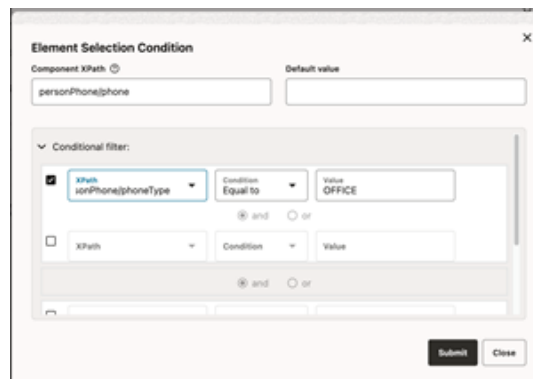 Element Selection Condition
Component XPath
Default value
personPhone/phone
Conditional filter:
XPath
Condition
Value
ıonPhone/phoneType
Equal to
OFFICE
and or
XPath
Condition
Value
and or
Submit
Close